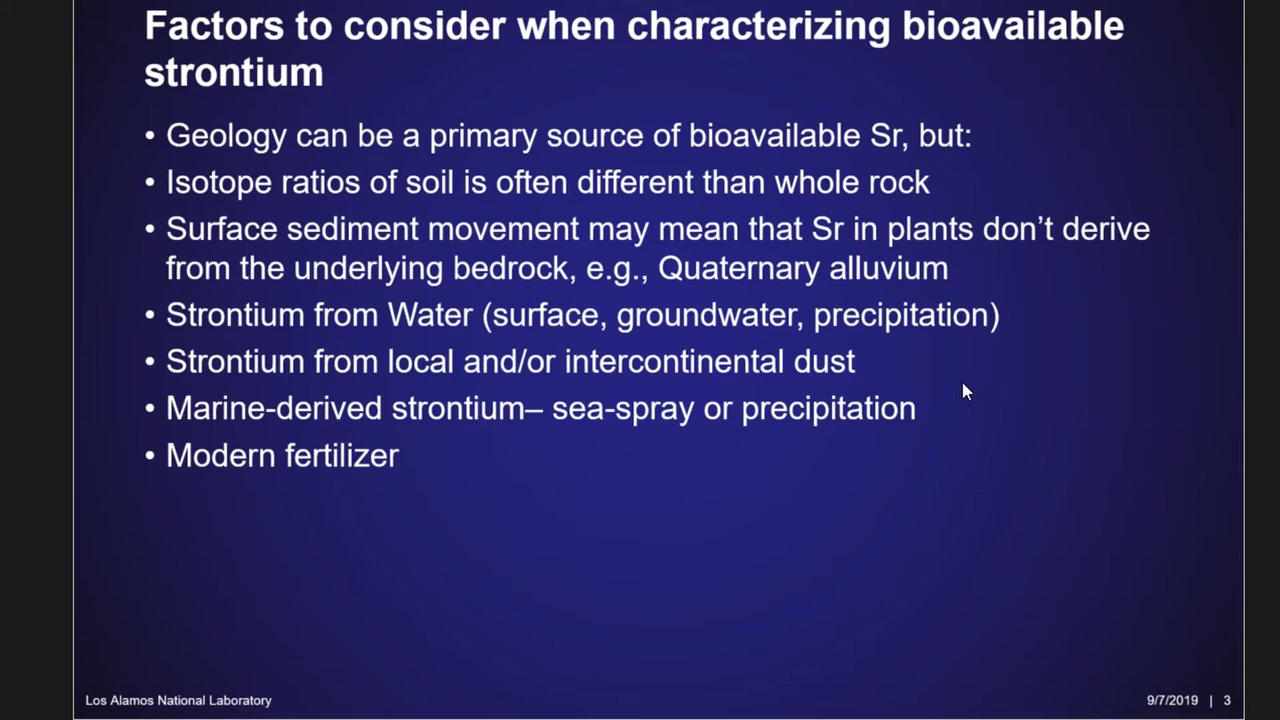 Factors to consider when characterizing bioavailable
strontium
• Geology can be a primary source of bioavailable Sr, but:
• Isotope ratios of soil is often different than whole rock
• Surface sediment movement may mean that Sr in plants don’t derive
from the underlying bedrock, e.g., Quaternary alluvium
• Strontium from Water (surface, groundwater, precipitation)
• Strontium from local and/or intercontinental dust
• Marine-derived strontium– sea-spray or precipitation
• Modern fertilizer
Los Alamos National Laboratory
9/7/2019 | 3